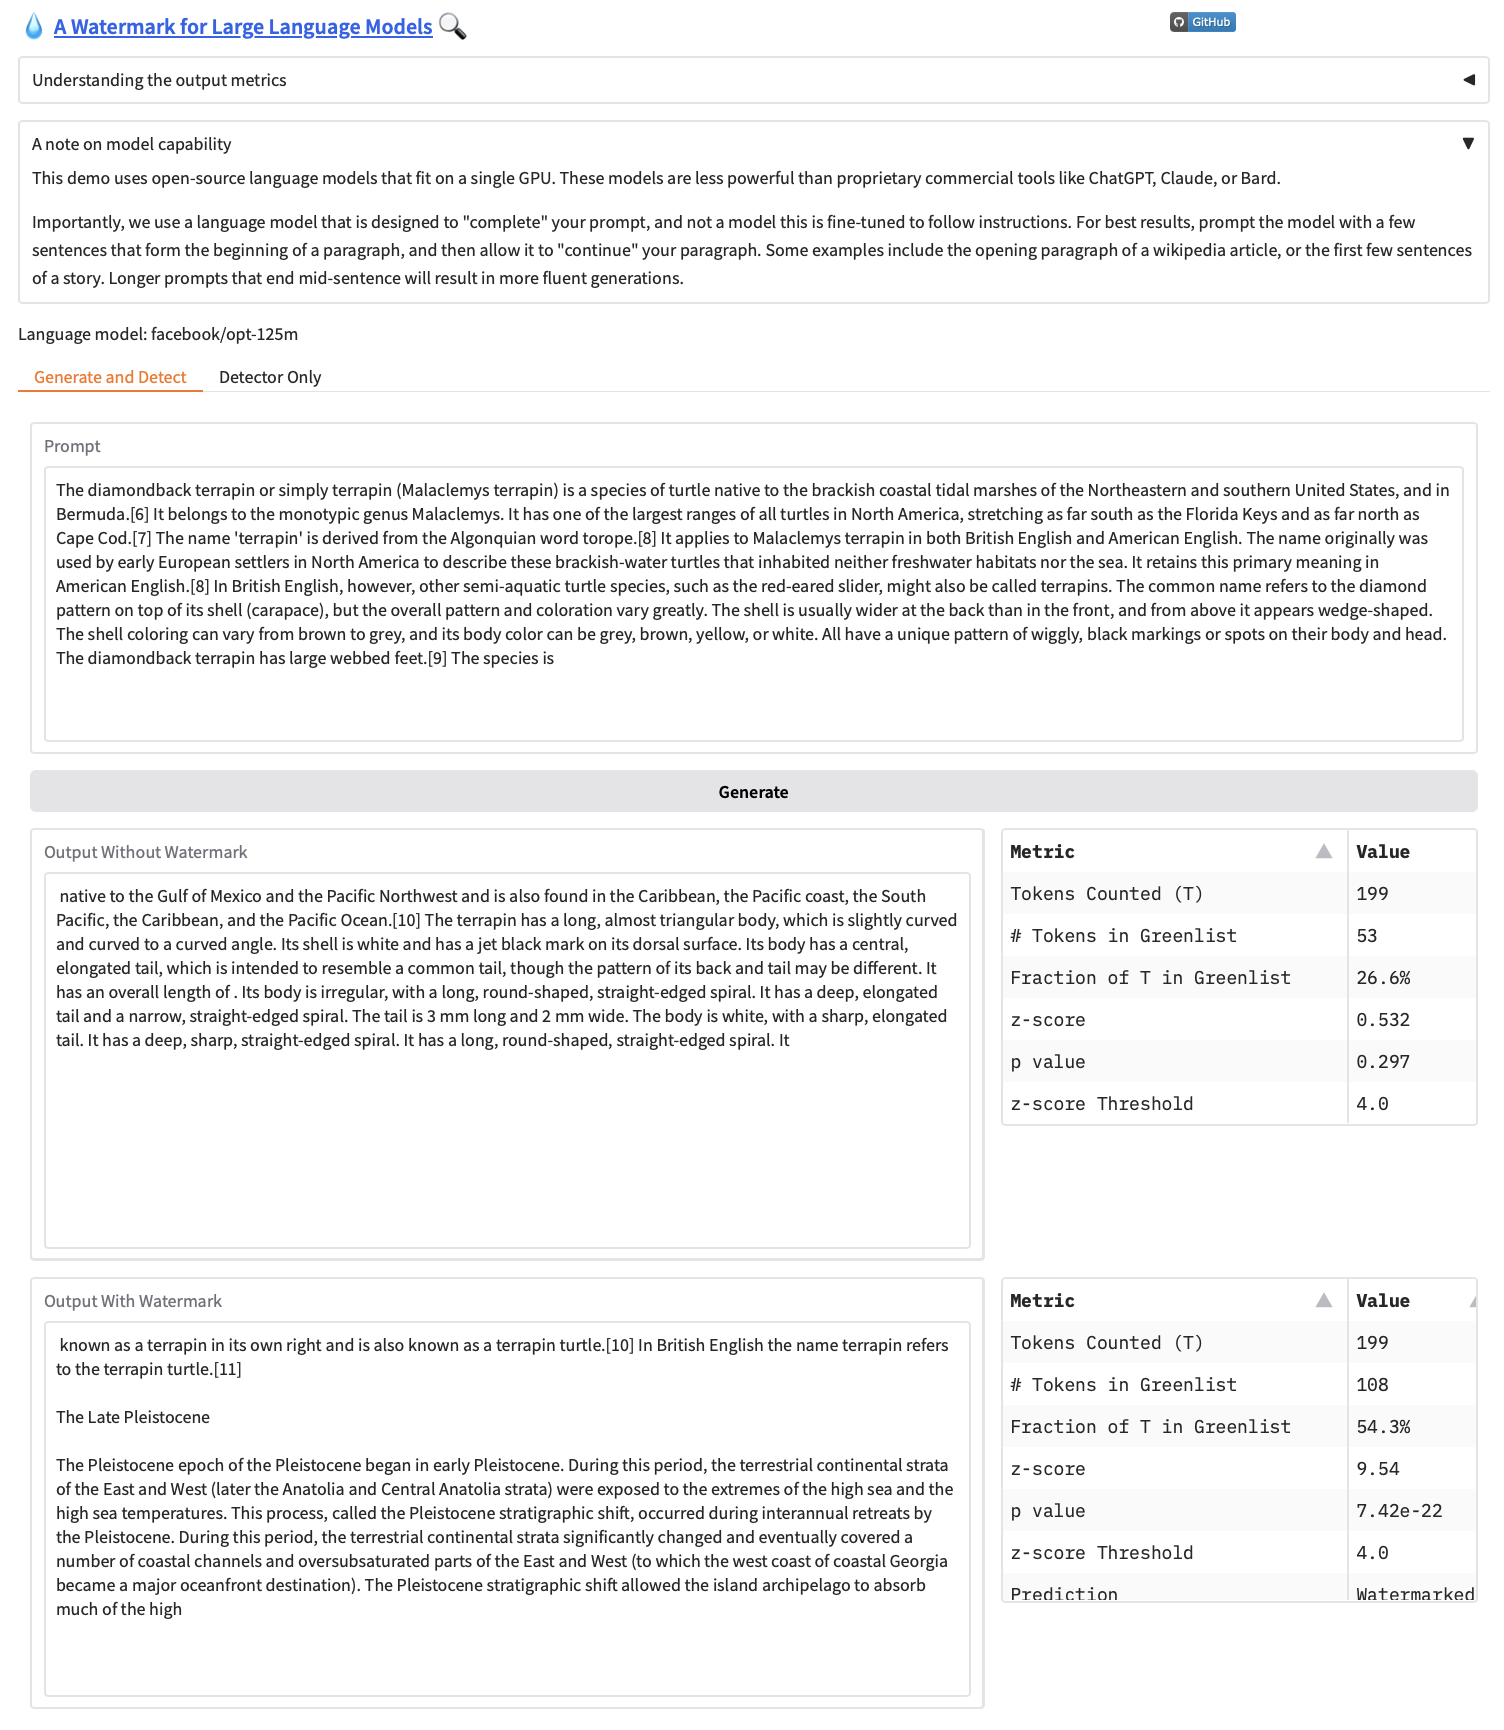 A Watermark for Large Language Models
GitHub
Understanding the output metrics
A note on model capability
This demo uses open-source language models that fit on a single GPU. These models are less powerful than proprietary commercial tools like ChatGPT, Claude, or Bard.
Importantly, we use a language model that is designed to "complete" your prompt, and not a model this is fine-tuned to follow instructions. For best results, prompt the model with a few
sentences that form the beginning of a paragraph, and then allow it to "continue" your paragraph. Some examples include the opening paragraph of a wikipedia article, or the first few sentences
of a story. Longer prompts that end mid-sentence will result in more fluent generations.
Language model: facebook/opt-125m
Generate and Detect Detector Only
Prompt
The diamondback terrapin or simply terrapin (Malaclemys terrapin) is a species of turtle native to the brackish coastal tidal marshes of the Northeastern and southern United States, and in
Bermuda.[6] It belongs to the monotypic genus Malaclemys. It has one of the largest ranges of all turtles in North America, stretching as far south as the Florida Keys and as far north as
Cape Cod.[7] The name 'terrapin' is derived from the Algonquian word torope.[8] It applies to Malaclemys terrapin in both British English and American English. The name originally was
used by early European settlers in North America to describe these brackish-water turtles that inhabited neither freshwater habitats nor the sea. It retains this primary meaning in
American English.[8] In British English, however, other semi-aquatic turtle species, such as the red-eared slider, might also be called terrapins. The common name refers to the diamond
pattern on top of its shell (carapace), but the overall pattern and coloration vary greatly. The shell is usually wider at the back than in the front, and from above it appears wedge-shaped.
The shell coloring can vary from brown to grey, and its body color can be grey, brown, yellow, or white. All have a unique pattern of wiggly, black markings or spots on their body and head.
The diamondback terrapin has large webbed feet.[9] The species is
Generate
Output Without Watermark
native to the Gulf of Mexico and the Pacific Northwest and is also found in the Caribbean, the Pacific coast, the South
Pacific, the Caribbean, and the Pacific Ocean.[10] The terrapin has a long, almost triangular body, which is slightly curved
and curved to a curved angle. Its shell is white and has a jet black mark on its dorsal surface. Its body has a central,
elongated tail, which is intended to resemble a common tail, though the pattern of its back and tail may be different. It
has an overall length of . Its body is irregular, with a long, round-shaped, straight-edged spiral. It has a deep, elongated
tail and a narrow, straight-edged spiral. The tail is 3 mm long and 2 mm wide. The body is white, with a sharp, elongated
tail. It has a deep, sharp, straight-edged spiral. It has a long, round-shaped, straight-edged spiral. It
Metric Value
Tokens Counted (T) 199
# Tokens in Greenlist 53
Fraction of T in Greenlist 26.6%
z-score 0.532
p value 0.297
z-score Threshold 4.0
Output With Watermark
known as a terrapin in its own right and is also known as a terrapin turtle.[10] In British English the name terrapin refers
to the terrapin turtle.[11]
The Late Pleistocene
The Pleistocene epoch of the Pleistocene began in early Pleistocene. During this period, the terrestrial continental strata
of the East and West (later the Anatolia and Central Anatolia strata) were exposed to the extremes of the high sea and the
high sea temperatures. This process, called the Pleistocene stratigraphic shift, occurred during interannual retreats by
the Pleistocene. During this period, the terrestrial continental strata significantly changed and eventually covered a
number of coastal channels and oversubsaturated parts of the East and West (to which the west coast of coastal Georgia
became a major oceanfront destination). The Pleistocene stratigraphic shift allowed the island archipelago to absorb
much of the high
Metric Value
Tokens Counted (T) 199
# Tokens in Greenlist 108
Fraction of T in Greenlist 54.3%
z-score 9.54
p value 7.42e-22
z-score Threshold 4.0
Prediction Watermarked